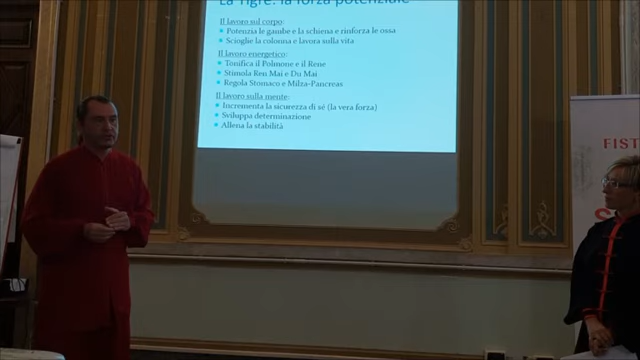 La Tigre: la forza potenziale
Il lavoro sul corpo:
Potenzia le gambe e la schiena e rinforza le ossa
Scioglie la colonna e lavora sulla vita
Il lavoro energetico:
Tonifica il Polmone e il Rene
Stimola Ren Mai e Du Mai
Regola Stomaco e Milza-Pancreas
Il lavoro sulla mente:
Incrementa la sicurezza di sé (la vera forza)
Sviluppa determinazione
Allena la stabilità
FIST